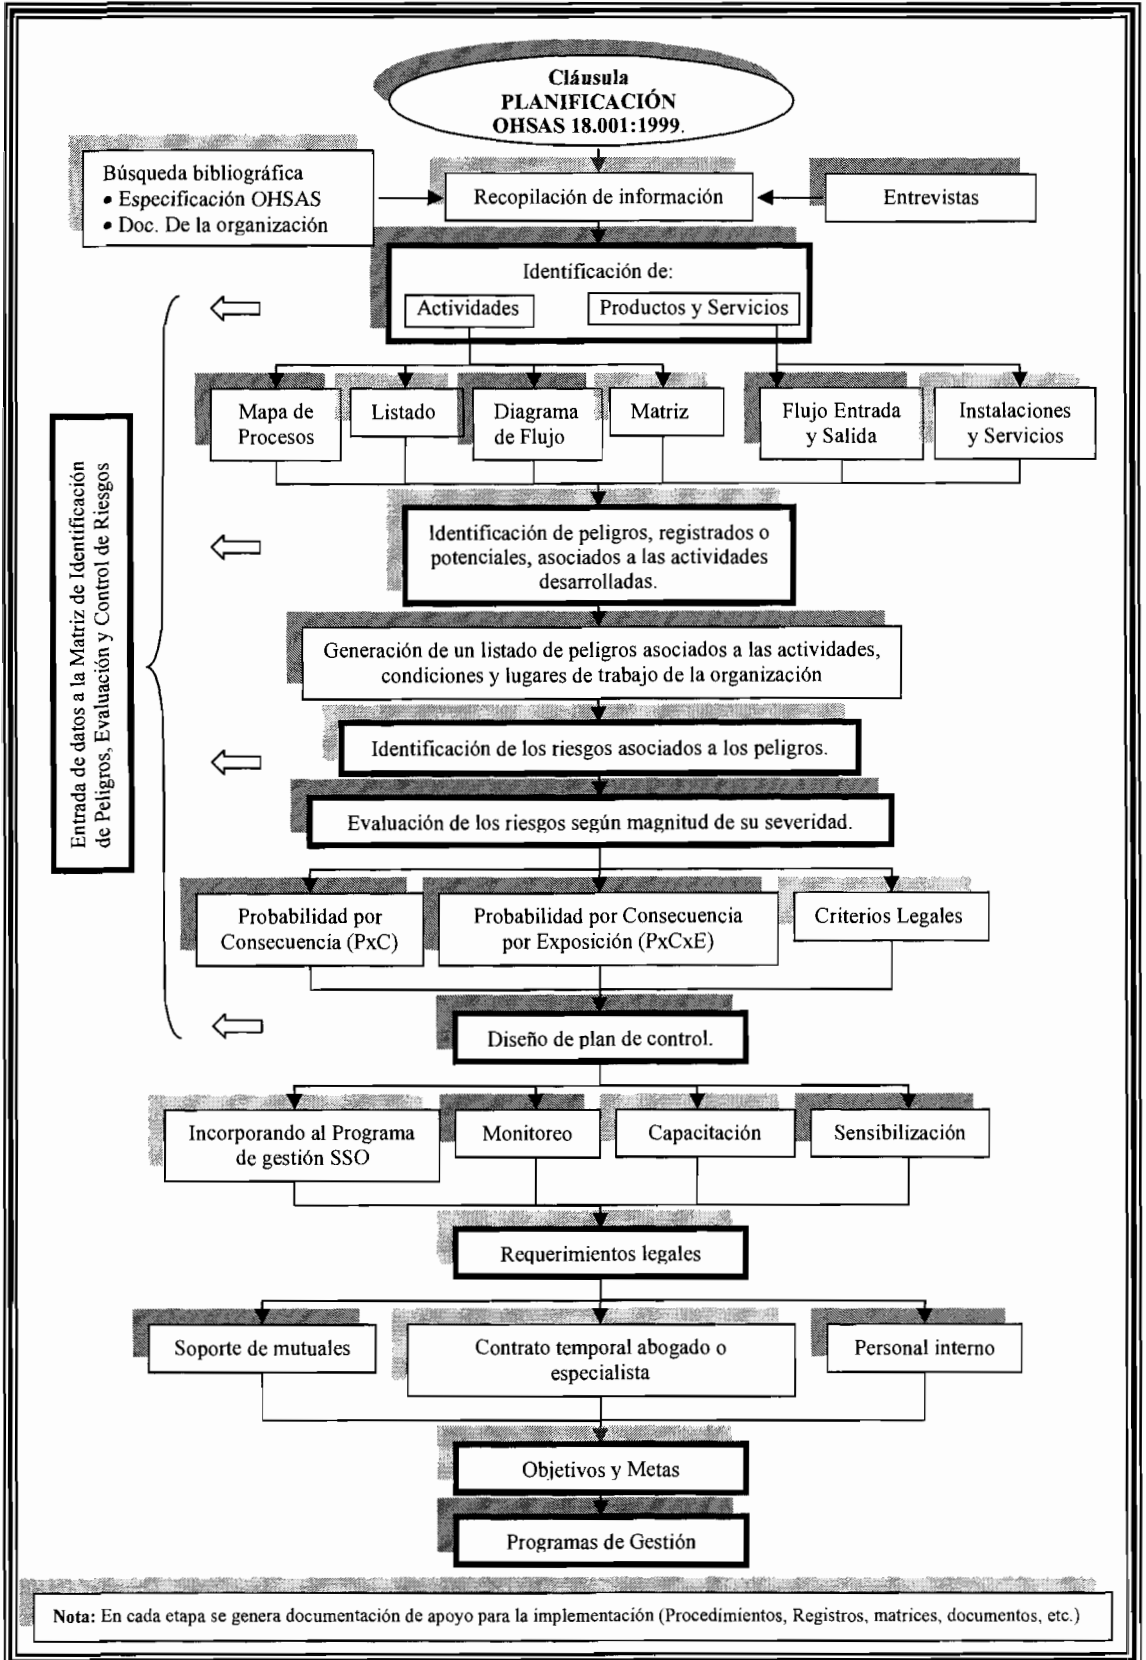 Cláusula
PLANIFICACIÓN
OHSAS 18.001:1999.
Búsqueda bibliográfica
• Especificación OHSAS
• Doc. De la organización
Recopilación de información
Entrevistas
Identificación de:
Actividades
Productos y Servicios
Mapa de
Procesos
Listado
Diagrama
de Flujo
Matriz
Flujo Entrada
y Salida
Instalaciones
y Servicios
Entrada de datos a la Matriz de Identificación
de Peligros, Evaluación y Control de Riesgos
Identificación de peligros, registrados o
potenciales, asociados a las actividades
desarrolladas.
Generación de un listado de peligros asociados a las actividades,
condiciones y lugares de trabajo de la organización
Identificación de los riesgos asociados a los peligros.
Evaluación de los riesgos según magnitud de su severidad.
Probabilidad por
Consecuencia (PxC)
Probabilidad por Consecuencia
por Exposición (PxCxE)
Criterios Legales
Diseño de plan de control.
Incorporando al Programa
de gestión SSO
Monitoreo
Capacitación
Sensibilización
Requerimientos legales
Soporte de mutuales
Contrato temporal abogado o
especialista
Personal interno
Objetivos y Metas
Programas de Gestión
Nota: En cada etapa se genera documentación de apoyo para la implementación (Procedimientos, Registros, matrices, documentos, etc.)